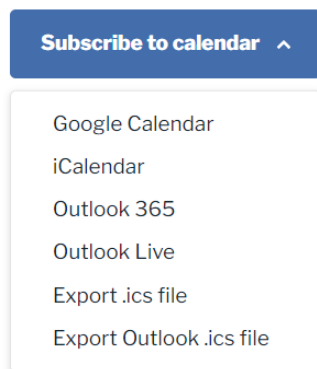 Subscribe to calendar
Google Calendar
iCalendar
Outlook 365
Outlook Live
Export .ics file
Export Outlook .ics file